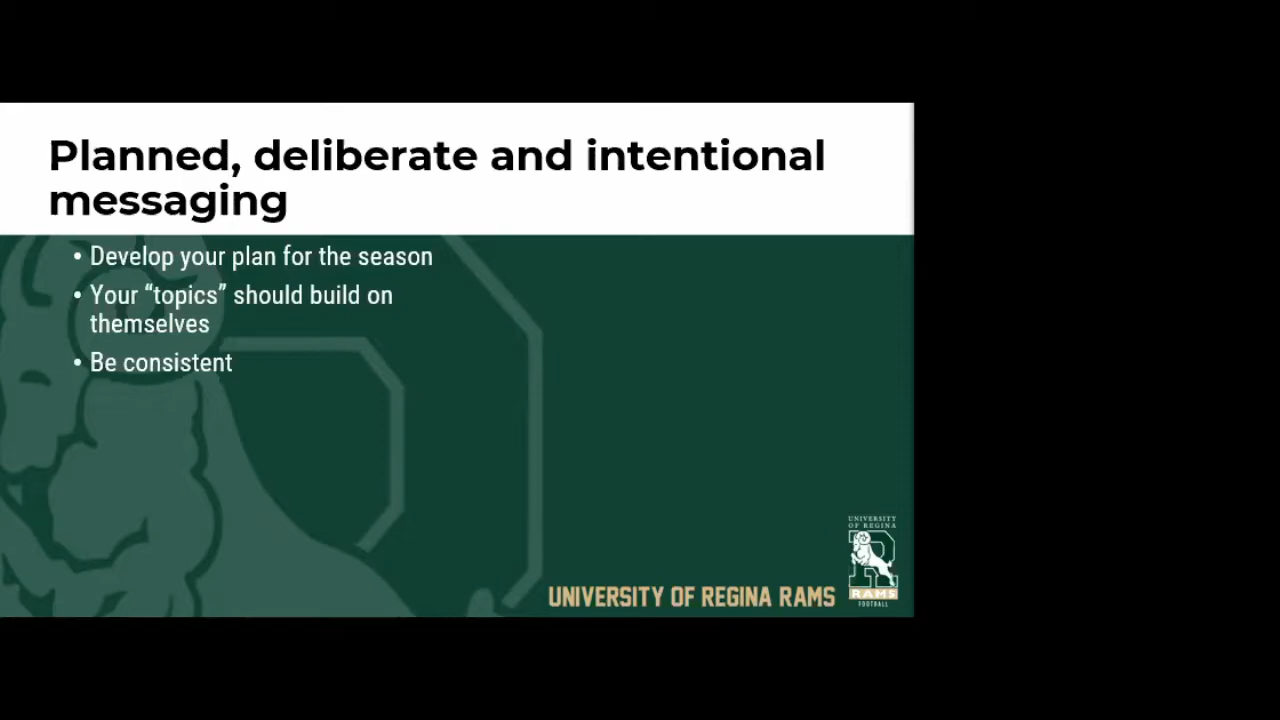 Planned, deliberate and intentional
messaging
• Develop your plan for the season
• Your “topics” should build on
themselves
• Be consistent
UNIVERSITY
OF REGINA
RAMS
FOOTBALL
UNIVERSITY OF REGINA RAMS